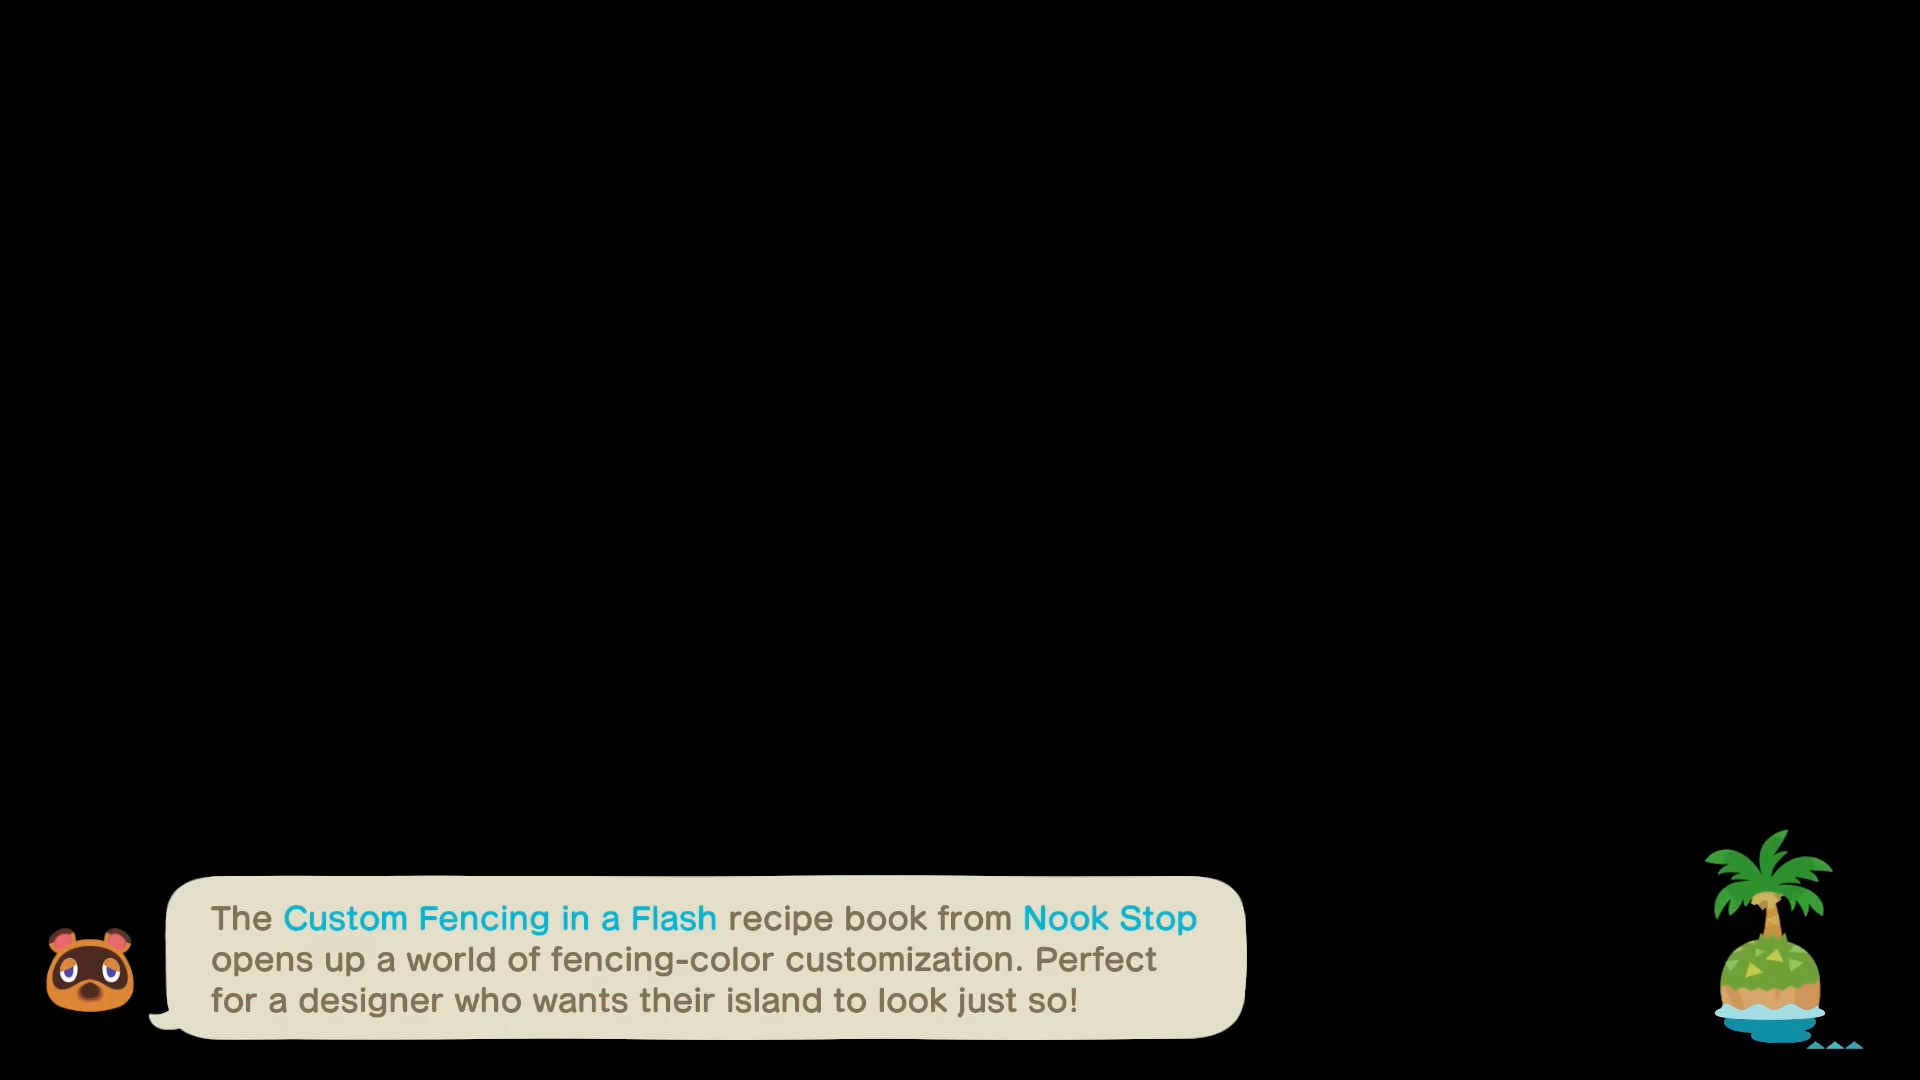 The Custom Fencing in a Flash recipe book from Nook Stop
opens up a world of fencing-color customization. Perfect
for a designer who wants their island to look just so!